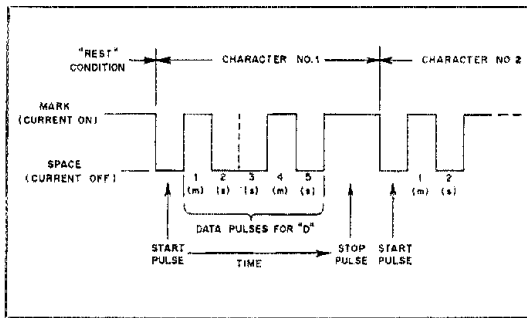 "REST"
CONDITION
CHARACTER NO.1
CHARACTER NO 2
MARK
(CURRENT ON)
SPACE
(CURRENT OFF)
1 2 3 4 5 1 2
(m) (s) (s) (m) (s) (m) (s)
DATA PULSES FOR "D"
START
PULSE
TIME
STOP
PULSE
START
PULSE